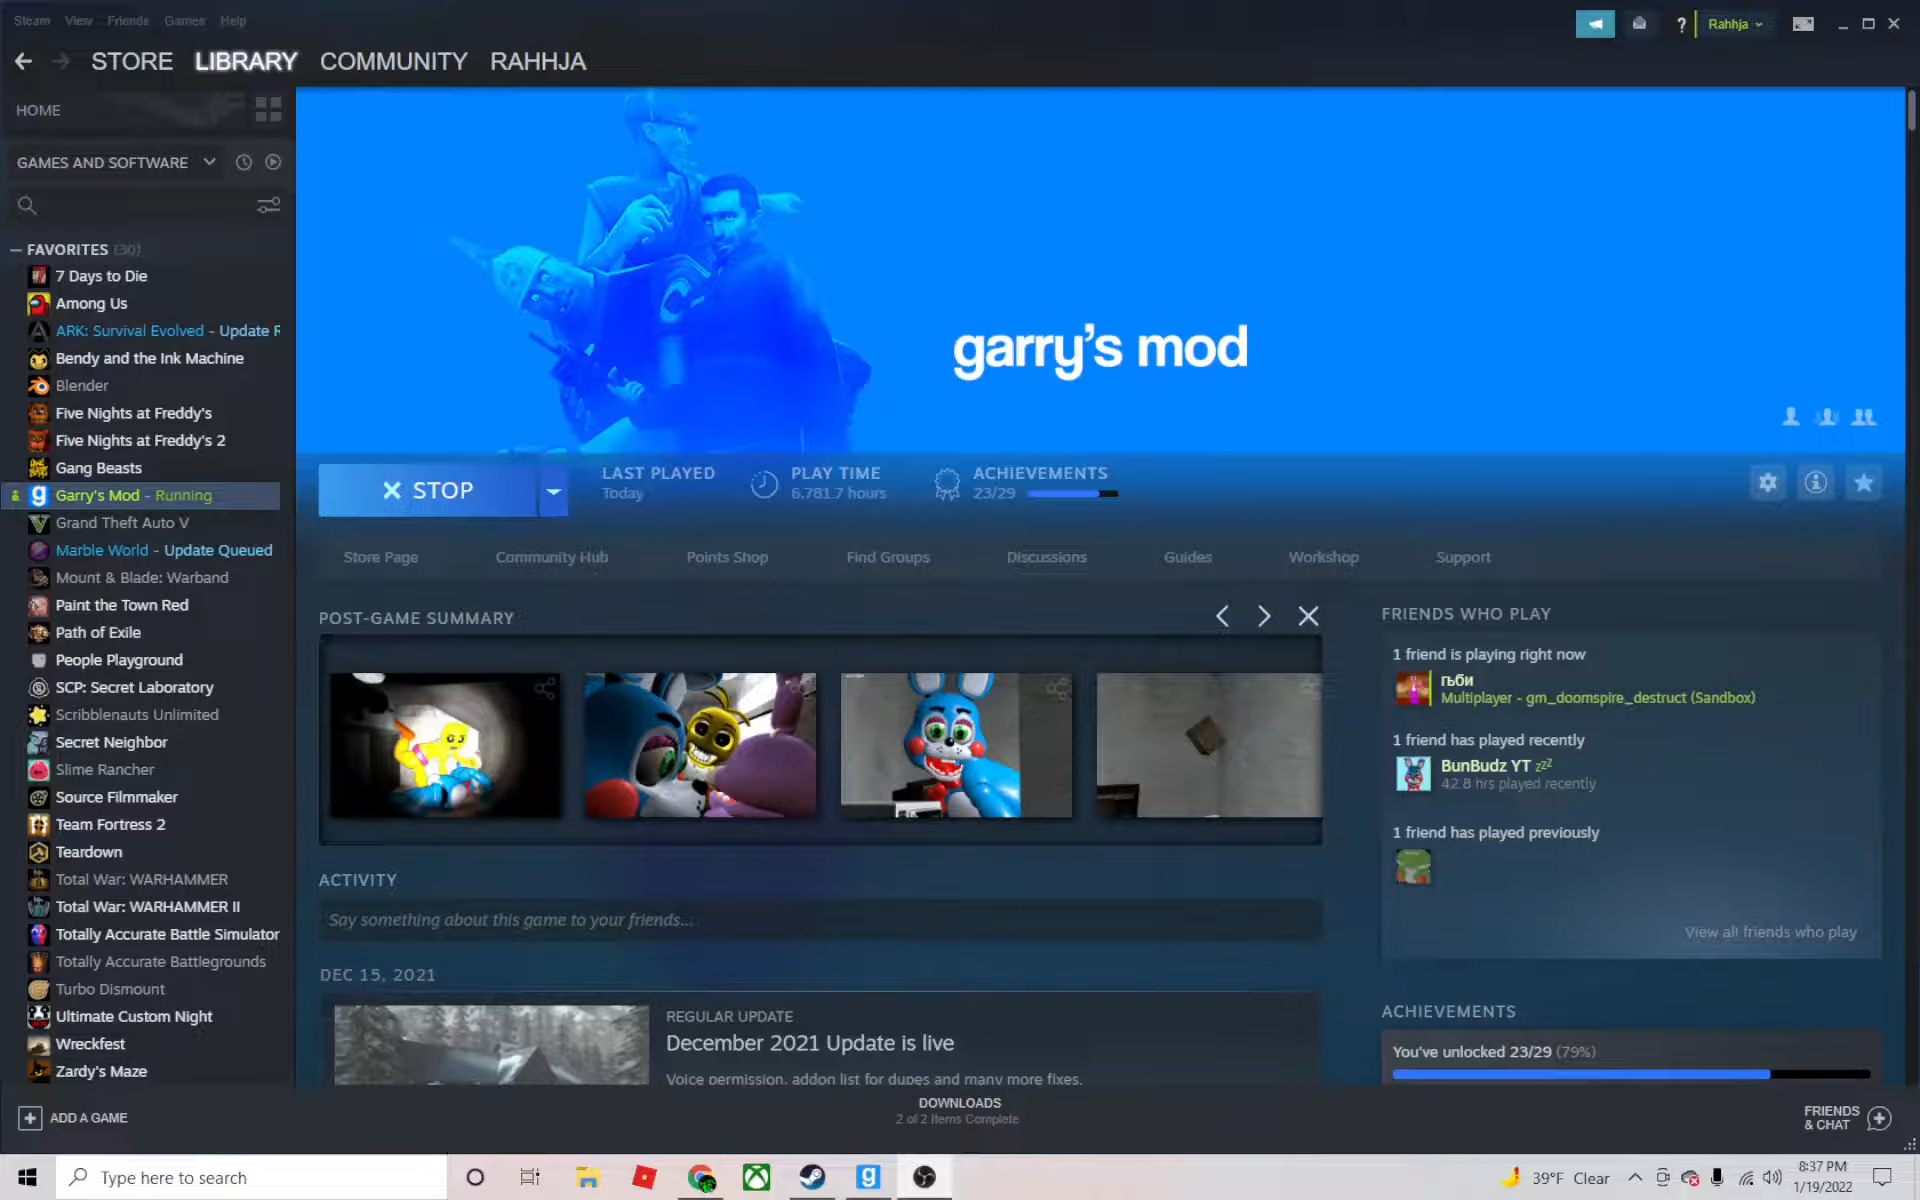 Steam View Friends Games Help
Rahhja
STORE LIBRARY COMMUNITY RAHHJA
HOME
GAMES AND SOFTWARE
FAVORITES (30)
7 Days to Die
Among Us
ARK: Survival Evolved - Update R
Bendy and the Ink Machine
Blender
Five Nights at Freddy's
Five Nights at Freddy's 2
Gang Beasts
Garry's Mod - Running
Grand Theft Auto V
Marble World - Update Queued
Mount & Blade: Warband
Paint the Town Red
Path of Exile
People Playground
SCP: Secret Laboratory
Scribblenauts Unlimited
Secret Neighbor
Slime Rancher
Source Filmmaker
Team Fortress 2
Teardown
Total War: WARHAMMER
Total War: WARHAMMER II
Totally Accurate Battle Simulator
Totally Accurate Battlegrounds
Turbo Dismount
Ultimate Custom Night
Wreckfest
Zardy's Maze
garry's mod
STOP
LAST PLAYED
Today
PLAY TIME
6,781.7 hours
ACHIEVEMENTS
23/29
Store Page Community Hub Points Shop Find Groups Discussions Guides Workshop Support
POST-GAME SUMMARY
ACTIVITY
Say something about this game to your friends...
DEC 15, 2021
REGULAR UPDATE
December 2021 Update is live
Voice permission, addon list for dupes and many more fixes.
FRIENDS WHO PLAY
1 friend is playing right now
гъби
Multiplayer - gm_doomspire_destruct (Sandbox)
1 friend has played recently
BunBudz YT zzZ
42.8 hrs played recently
1 friend has played previously
View all friends who play
ACHIEVEMENTS
You've unlocked 23/29 (79%)
ADD A GAME
DOWNLOADS
2 of 2 Items Complete
FRIENDS
& CHAT
Type here to search
39°F Clear
8:37 PM
1/19/2022